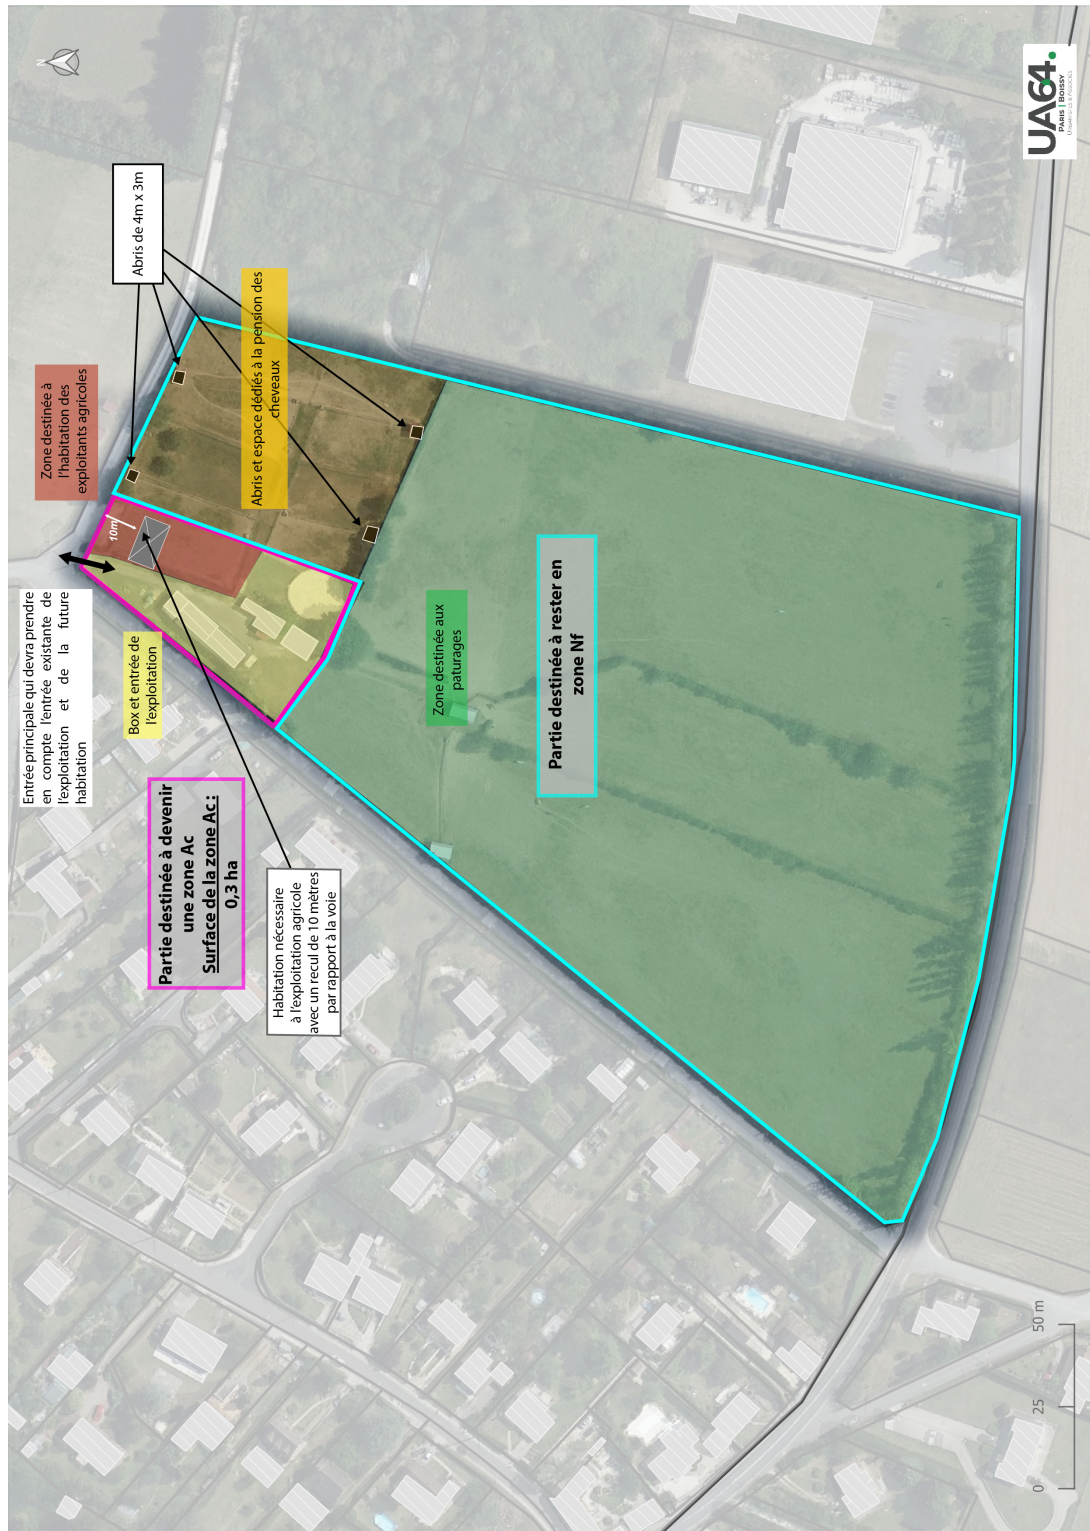 Abris de 4m x 3m
Zone destinée à
l'habitation des
exploitants agricoles
Abris et espace dédiés à la pension des
cheveaux
10m
Entrée principale qui devra prendre
en compte l'entrée existante de
l'exploitation et de la future
habitation
Box et entrée de
l'exploitation
Zone destinée aux
paturages
Partie destinée à rester en
zone Nf
Partie destinée à devenir
une zone Ac
Surface de la zone Ac :
0,3 ha
Habitation nécessaire
à l'exploitation agricole
avec un recul de 10 mètres
par rapport à la voie
N
UA64.
PARIS | BOISSY
URBANISTES & ASSOCIÉS
0 25 50 m